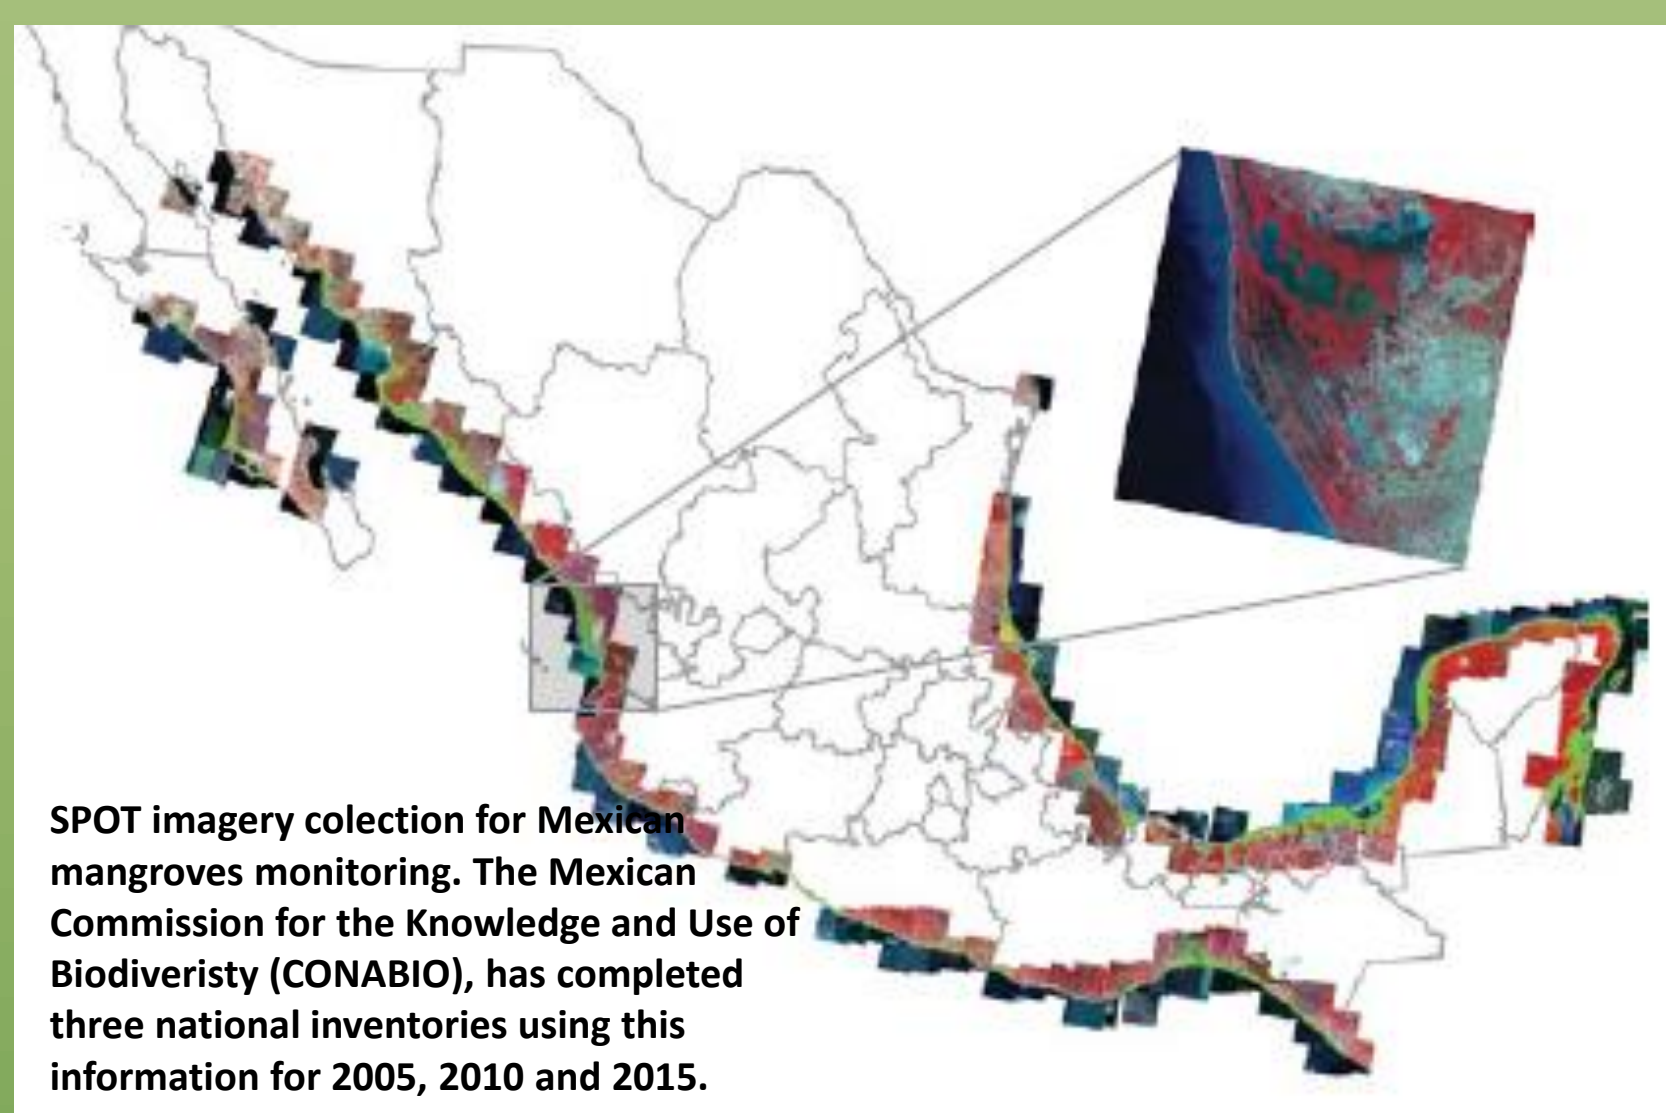 SPOT imagery colection for Mexican
mangroves monitoring. The Mexican
Commission for the Knowledge and Use of
Biodiveristy (CONABIO), has completed
three national inventories using this
information for 2005, 2010 and 2015.